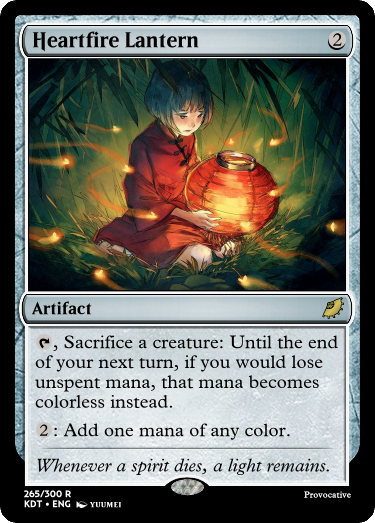 Heartfire Lantern 2
Artifact
, Sacrifice a creature: Until the end
of your next turn, if you would lose
unspent mana, that mana becomes
colorless instead.
2 : Add one mana of any color.
Whenever a spirit dies, a light remains.
265/300 R Provocative
KDT • ENG YUUMEI